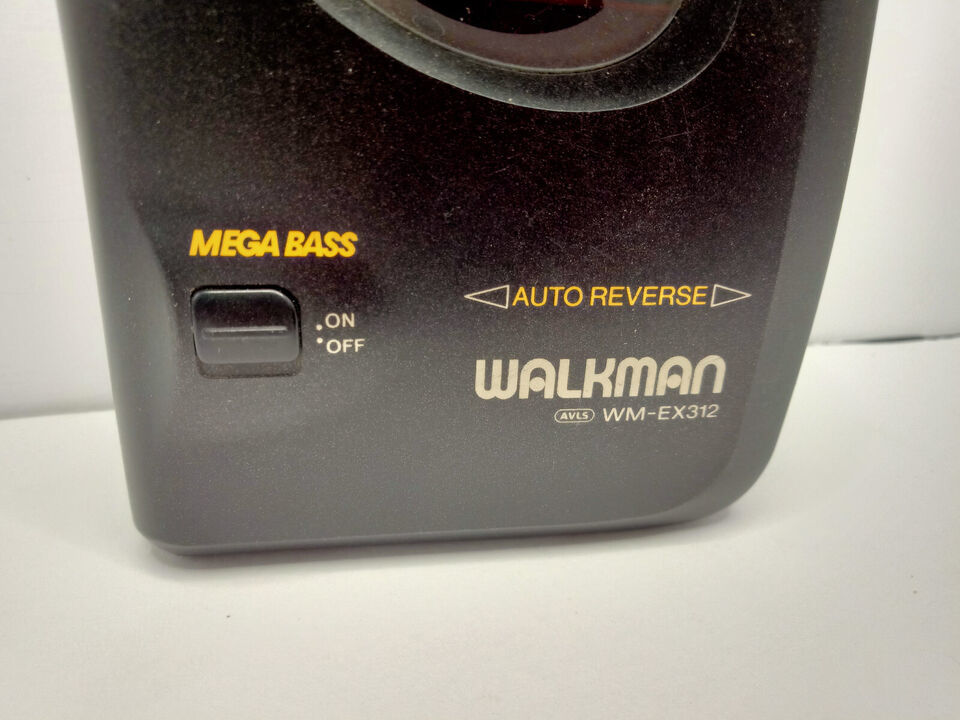 MEGA BASS
ON
OFF
AUTO REVERSE
WALKMAN
AVLS WM-EX312